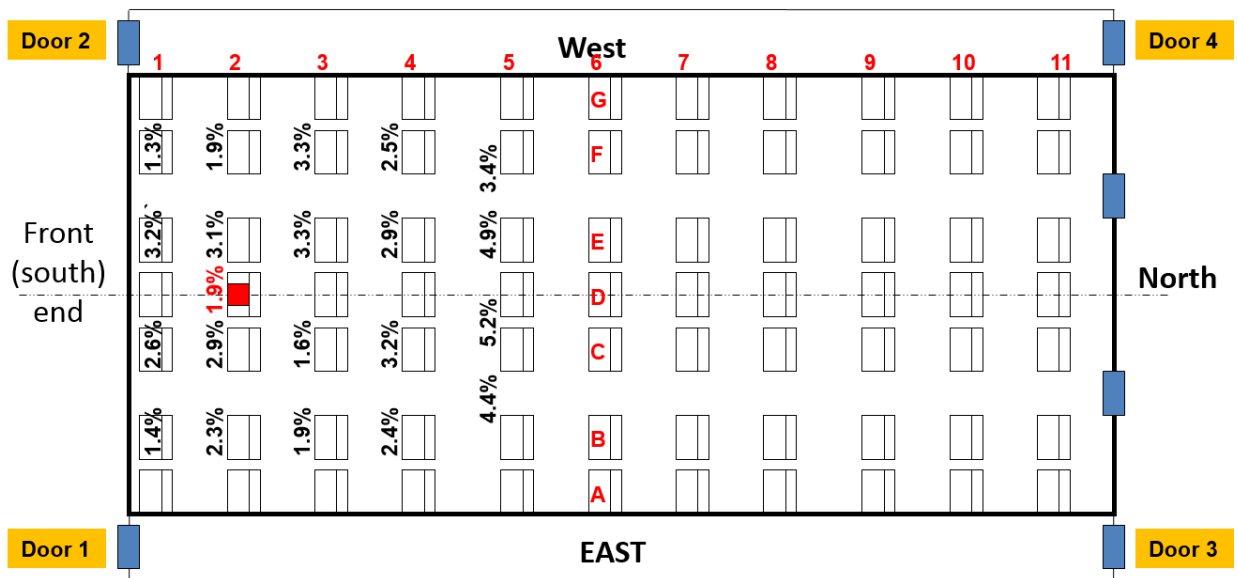 Door 2
West
Door 4
1 2 3 4 5 6 7 8 9 10 11
G
1.3% 1.9% 3.3% 2.5% 3.4% F
3.2% 3.1% 3.3% 2.9% 4.9% E
Front
(south)
end
1.9% D
North
2.6% 2.9% 1.6% 3.2% 5.2% C
1.4% 2.3% 1.9% 2.4% 4.4% B
A
Door 1
EAST
Door 3